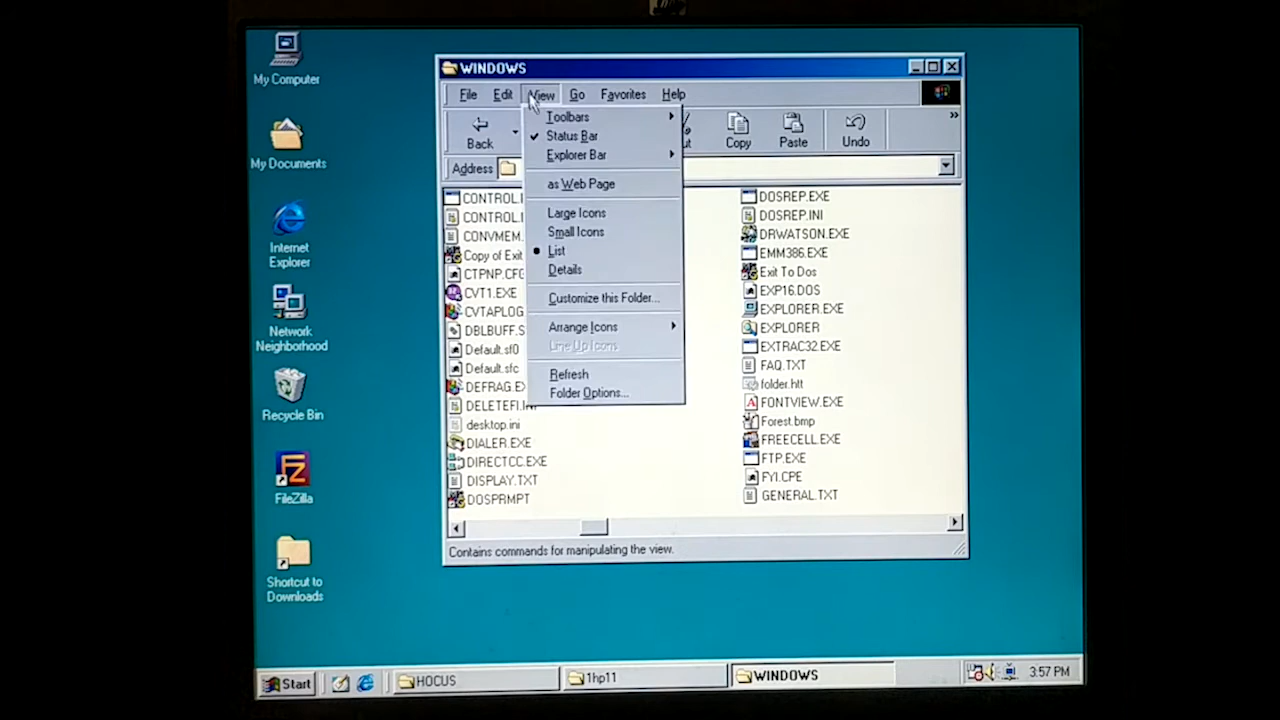 My Computer
My Documents
Internet
Explorer
Network
Neighborhood
Recycle Bin
FileZilla
Shortcut to
Downloads
WINDOWS
File Edit View Go Favorites Help
Back
Copy
Paste
Undo
Address
Toolbars
Status Bar
Explorer Bar
as Web Page
Large Icons
Small Icons
List
Details
Customize this Folder...
Arrange Icons
Line Up Icons
Refresh
Folder Options...
CONTROL.
CONTROL.I
CONVMEM.
Copy of Exit
CTPNP.CFG
CVT1.EXE
CVTAPLOG
DBLBUFF.S
Default.sf0
Default.sfc
DEFRAG.EX
DELETEFI.INI
desktop.ini
DIALER.EXE
DIRECTCC.EXE
DISPLAY.TXT
DOSPRMPT
DOSREP.EXE
DOSREP.INI
DRWATSON.EXE
EMM386.EXE
Exit To Dos
EXP16.DOS
EXPLORER.EXE
EXPLORER
EXTRAC32.EXE
FAQ.TXT
folder.htt
FONTVIEW.EXE
Forest.bmp
FREECELL.EXE
FTP.EXE
FYI.CPE
GENERAL.TXT
Contains commands for manipulating the view.
Start
HOCUS
1hp11
WINDOWS
3:57 PM